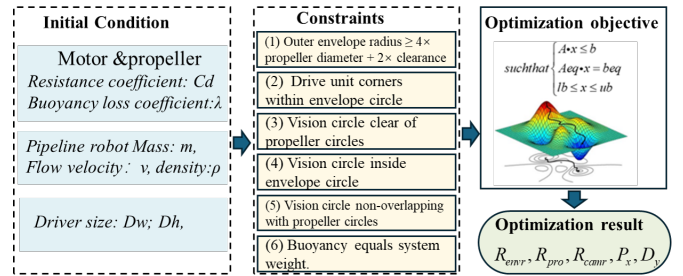 Initial Condition
Motor &propeller
Resistance coefficient: Cd
Buoyancy loss coefficient:λ
Pipeline robot Mass: m,
Flow velocity： v, density:ρ
Driver size: Dw; Dh,
Constraints
(1) Outer envelope radius ≥ 4×
propeller diameter + 2× clearance
(2) Drive unit corners
within envelope circle
(3) Vision circle clear of
propeller circles
(4) Vision circle inside
envelope circle
(5) Vision circle non-overlapping
with propeller circles
(6) Buoyancy equals system
weight.
Optimization objective
A•x ≤ b
suchthat { Aeq•x = beq
lb ≤ x ≤ ub
Optimization result
R_envr, R_pro, R_camr, P_x, D_y